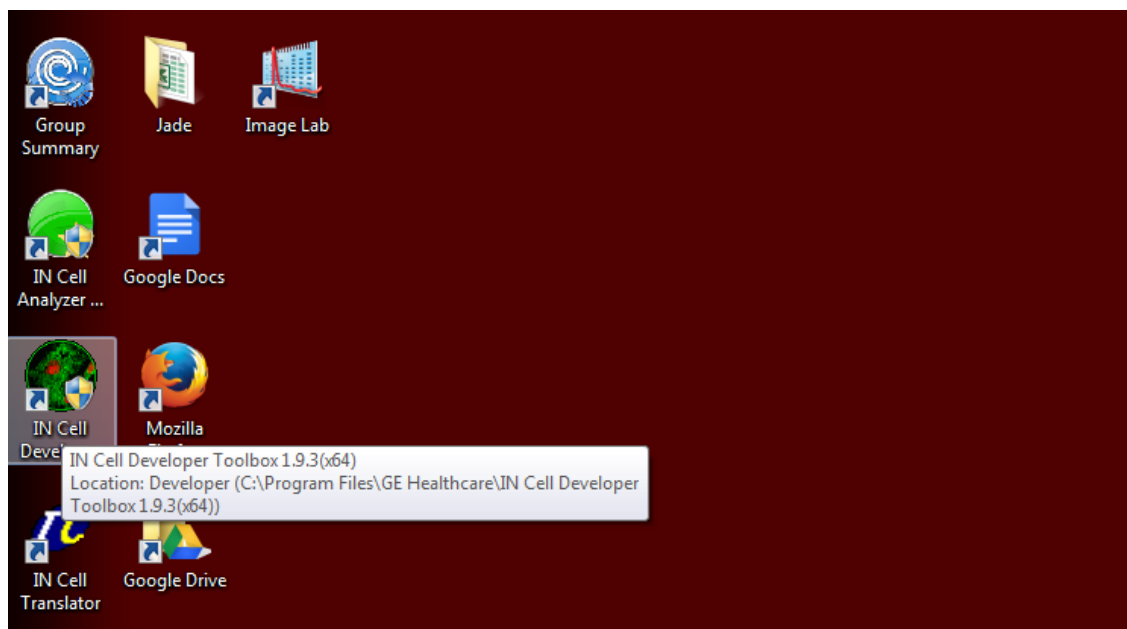 Group
Summary
Jade
Image Lab
IN Cell
Analyzer ...
Google Docs
IN Cell
Deve
Mozilla
IN Cell Developer Toolbox 1.9.3(x64)
Location: Developer (C:\Program Files\GE Healthcare\IN Cell Developer
Toolbox 1.9.3(x64))
IN Cell
Translator
Google Drive